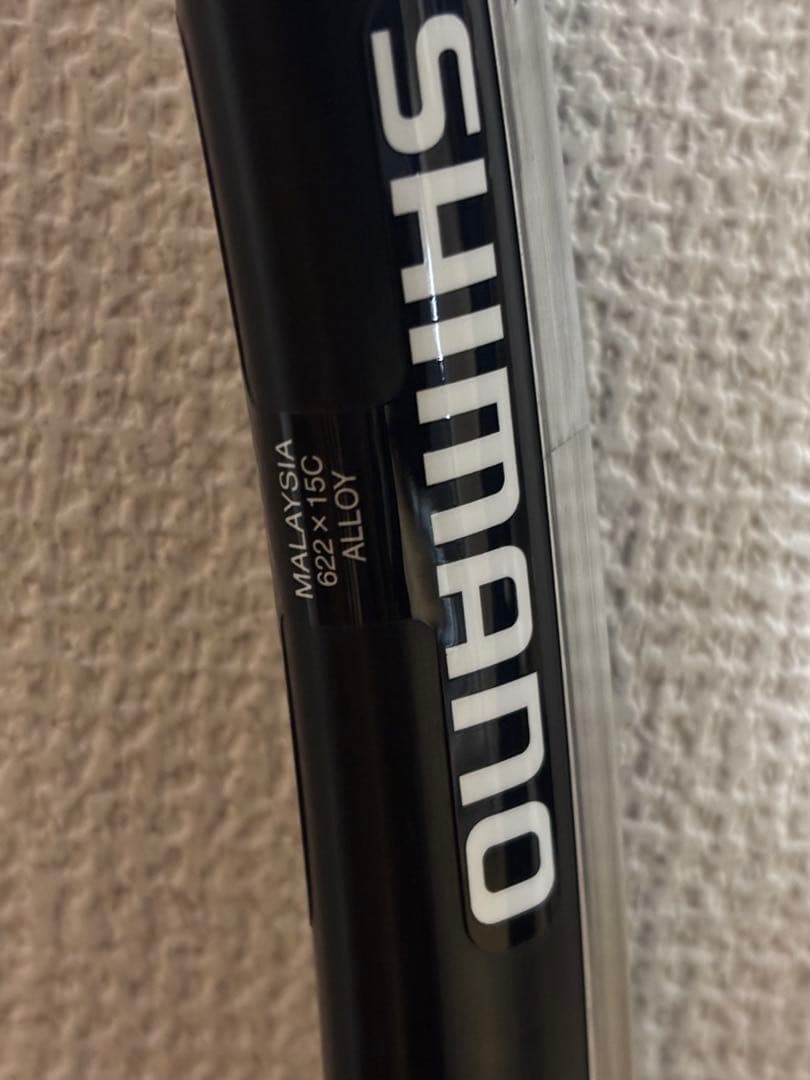 SHIMANO
MALAYSIA
622 × 15C
ALLOY